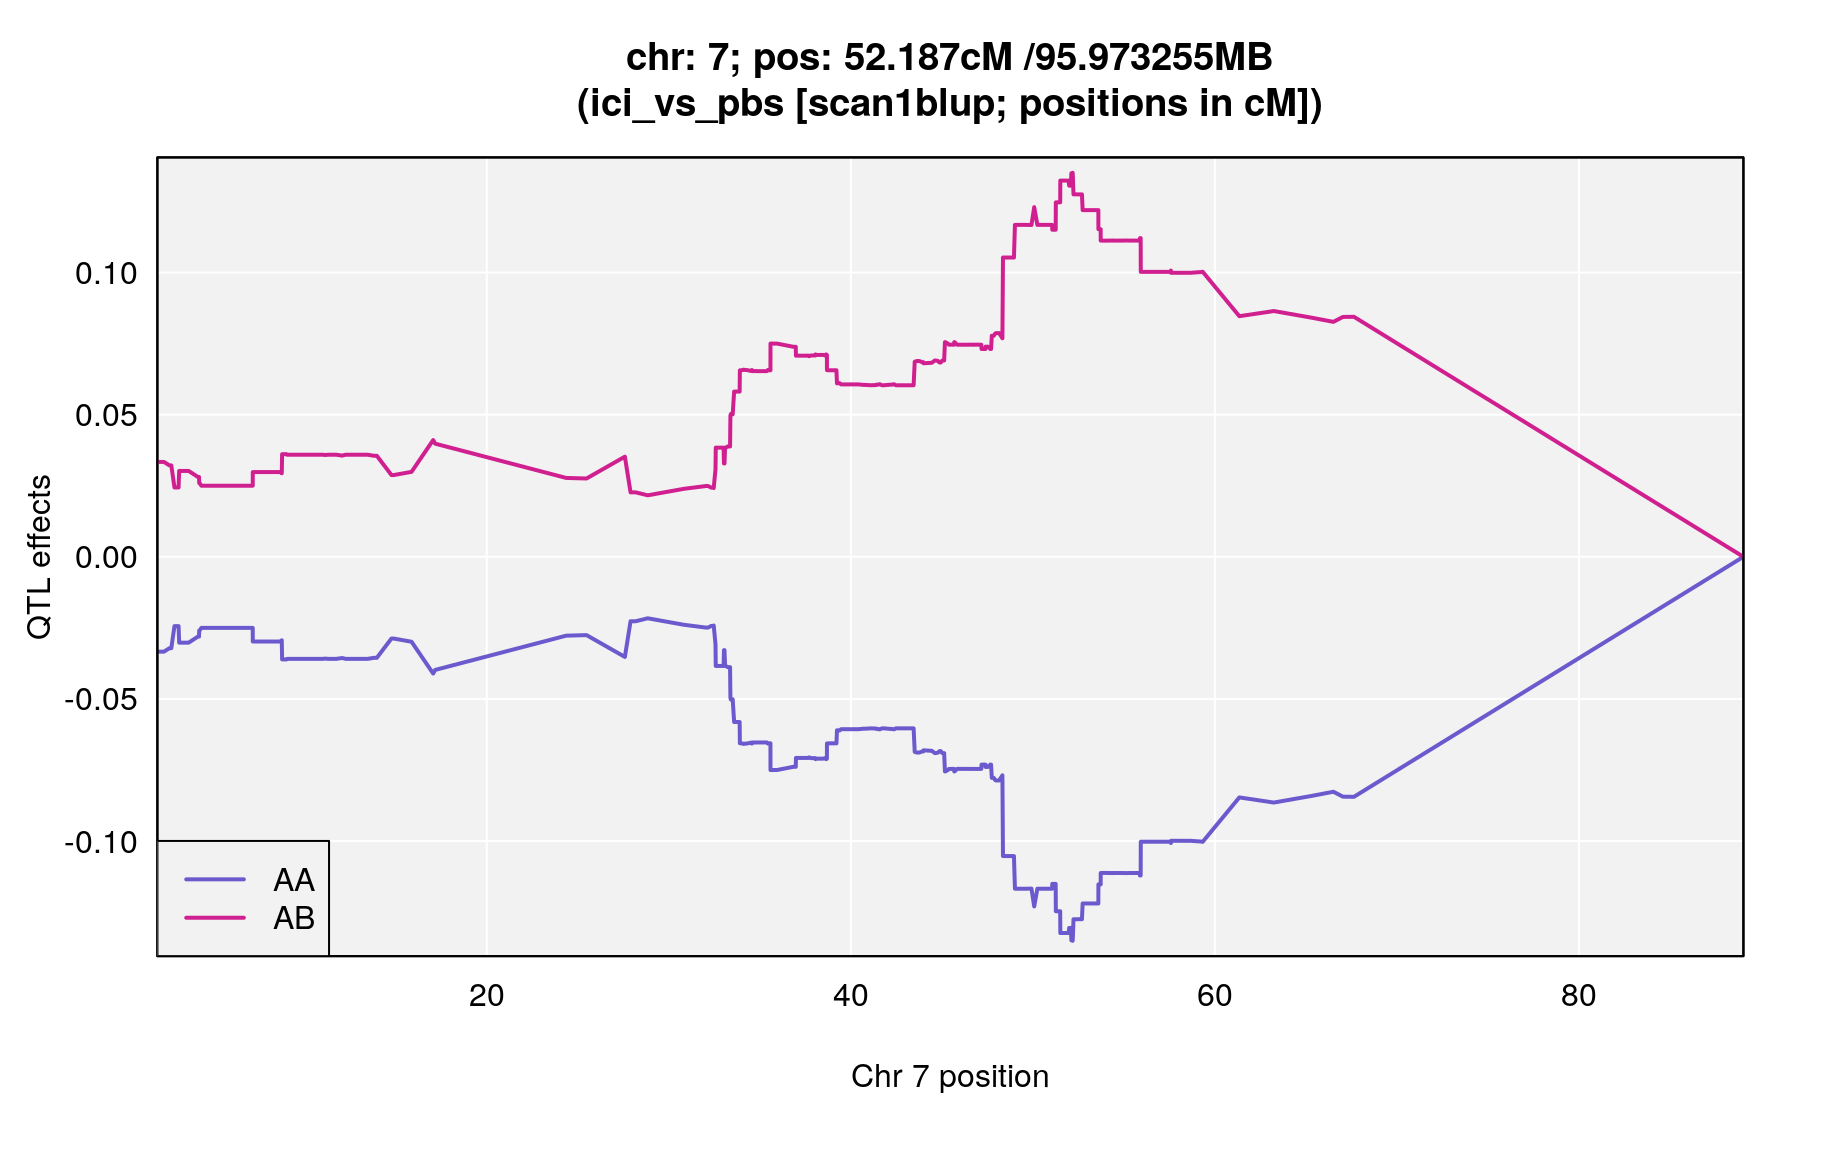 chr: 7; pos: 52.187cM /95.973255MB
(ici_vs_pbs [scan1blup; positions in cM])
QTL effects
0.10
0.05
0.00
-0.05
-0.10
AA
AB
20
40
60
80
Chr 7 position